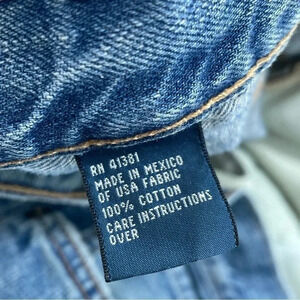 RN 41381
MADE IN MEXICO
OF USA FABRIC
100% COTTON
CARE INSTRUCTIONS
OVER